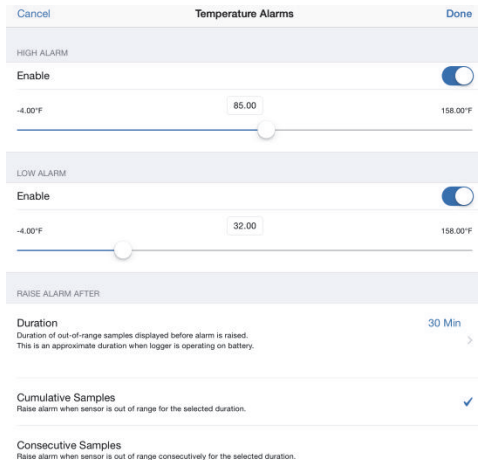 Cancel Temperature Alarms Done
HIGH ALARM
Enable
-4.00°F 85.00 158.00°F
LOW ALARM
Enable
-4.00°F 32.00 158.00°F
RAISE ALARM AFTER
Duration 30 Min
Duration of out-of-range samples displayed before alarm is raised.
This is an approximate duration when logger is operating on battery.
Cumulative Samples
Raise alarm when sensor is out of range for the selected duration.
Consecutive Samples
Raise alarm when sensor is out of range consecutively for the selected duration.